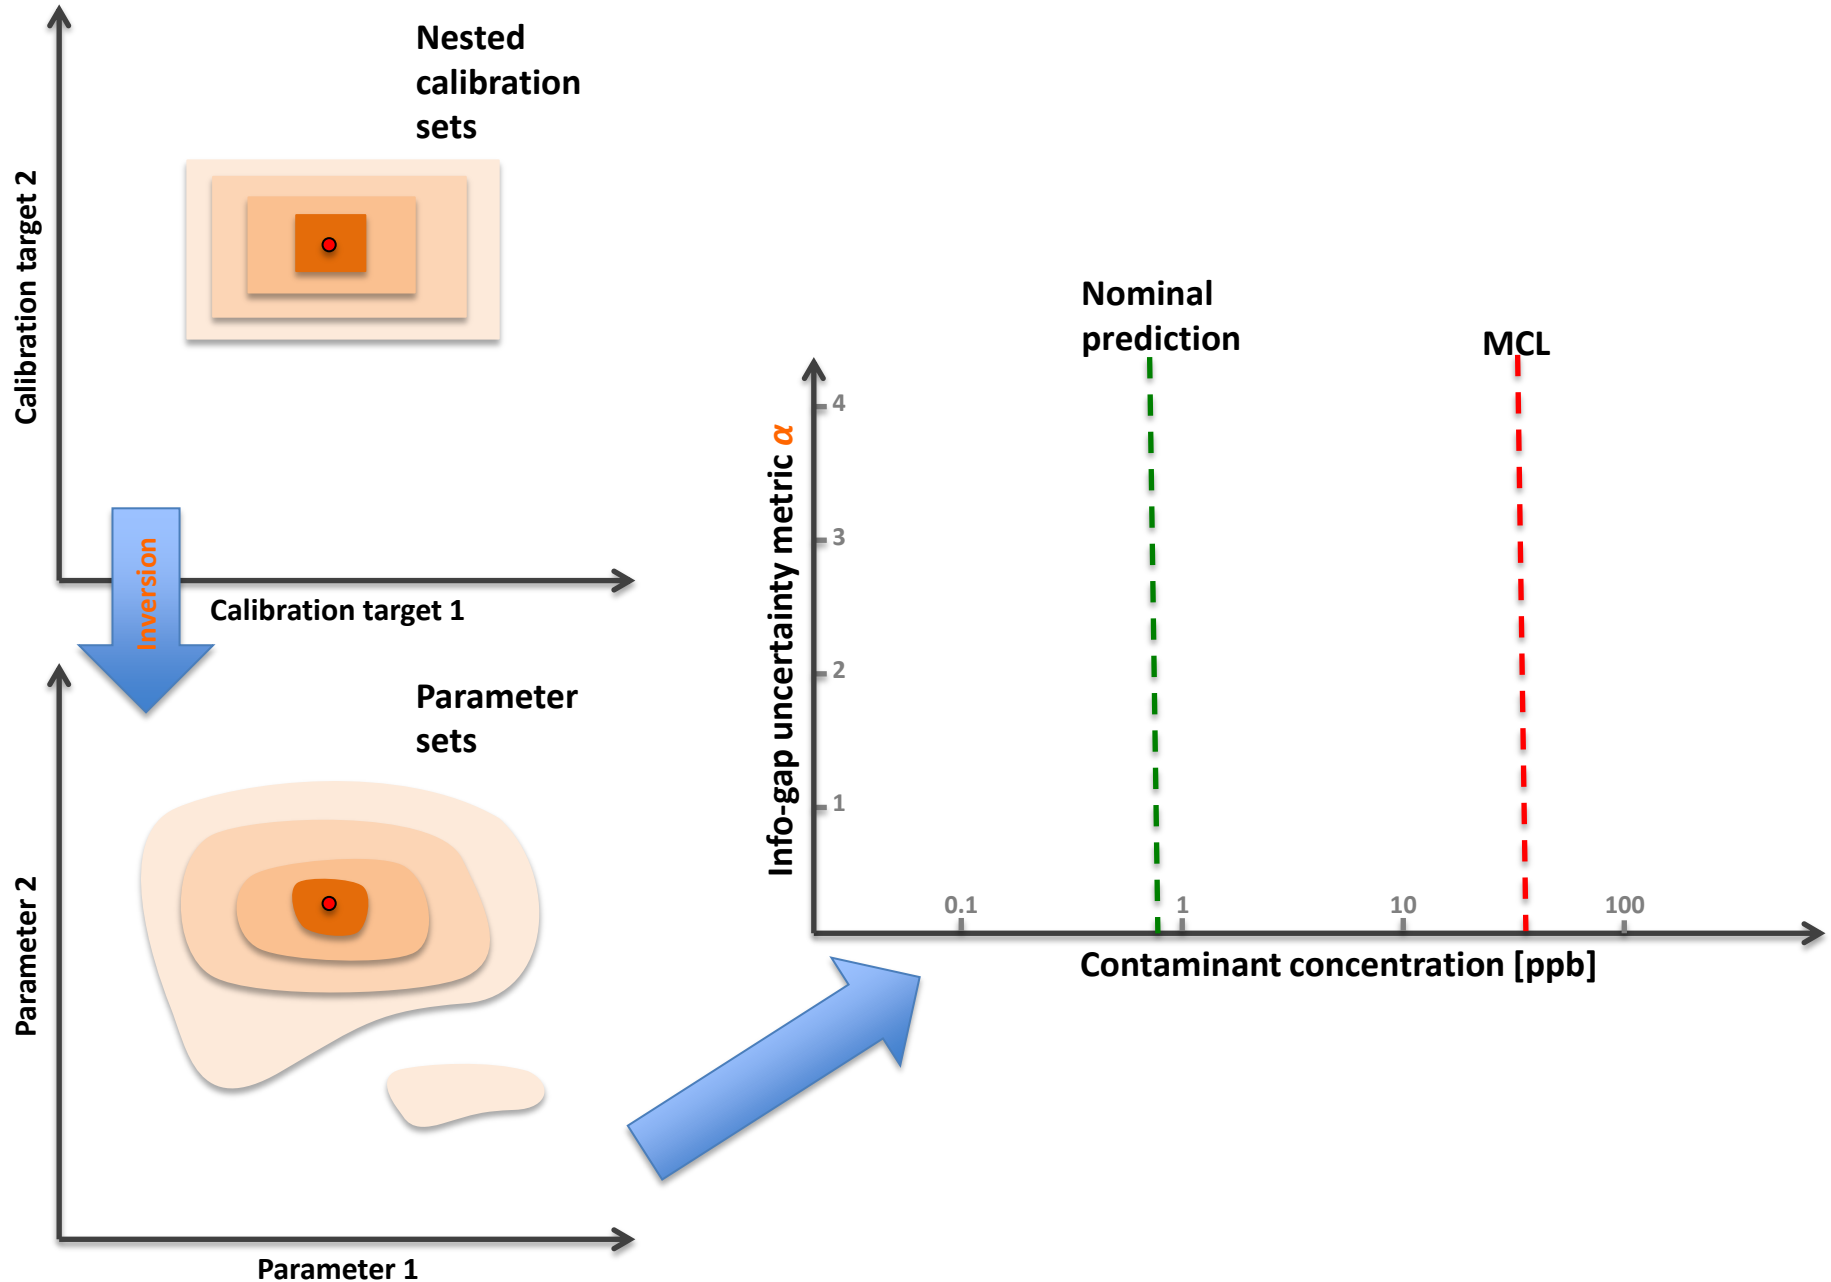 Nested
calibration
sets
Calibration target 2
Calibration target 1
Inversion
Parameter
sets
Parameter 2
Parameter 1
Nominal
prediction
MCL
Info-gap uncertainty metric α
4
3
2
1
0.1
1
10
100
Contaminant concentration [ppb]